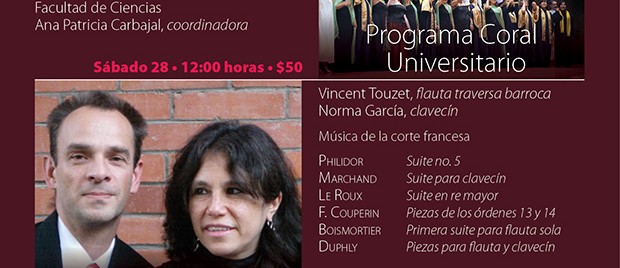 Facultad de Ciencias
Ana Patricia Carbajal, coordinadora
Programa Coral
Universitario
Sábado 28 • 12:00 horas • $50
Vincent Touzet, flauta traversa barroca
Norma García, clavecín
Música de la corte francesa
PHILIDOR Suite no. 5
MARCHAND Suite para clavecín
LE ROUX Suite en re mayor
F. COUPERIN Piezas de los órdenes 13 y 14
BOISMORTIER Primera suite para flauta sola
DUPHLY Piezas para flauta y clavecín